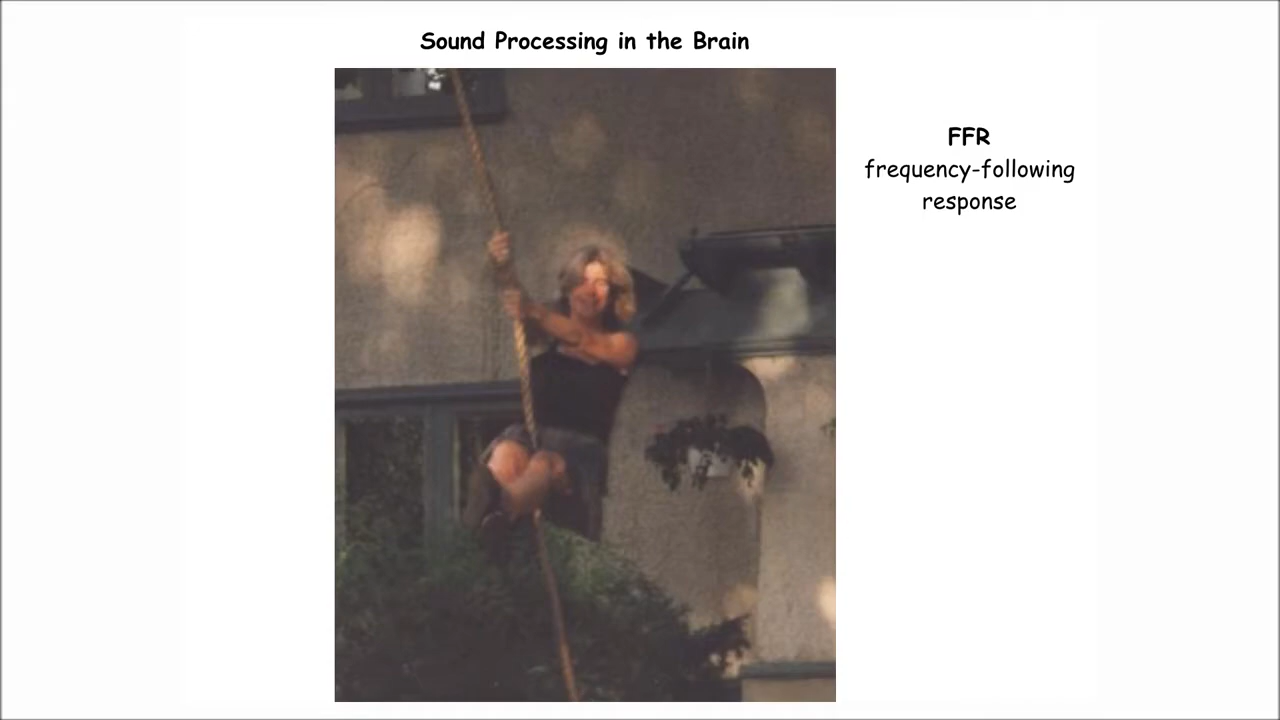 Sound Processing in the Brain
FFR
frequency-following
response